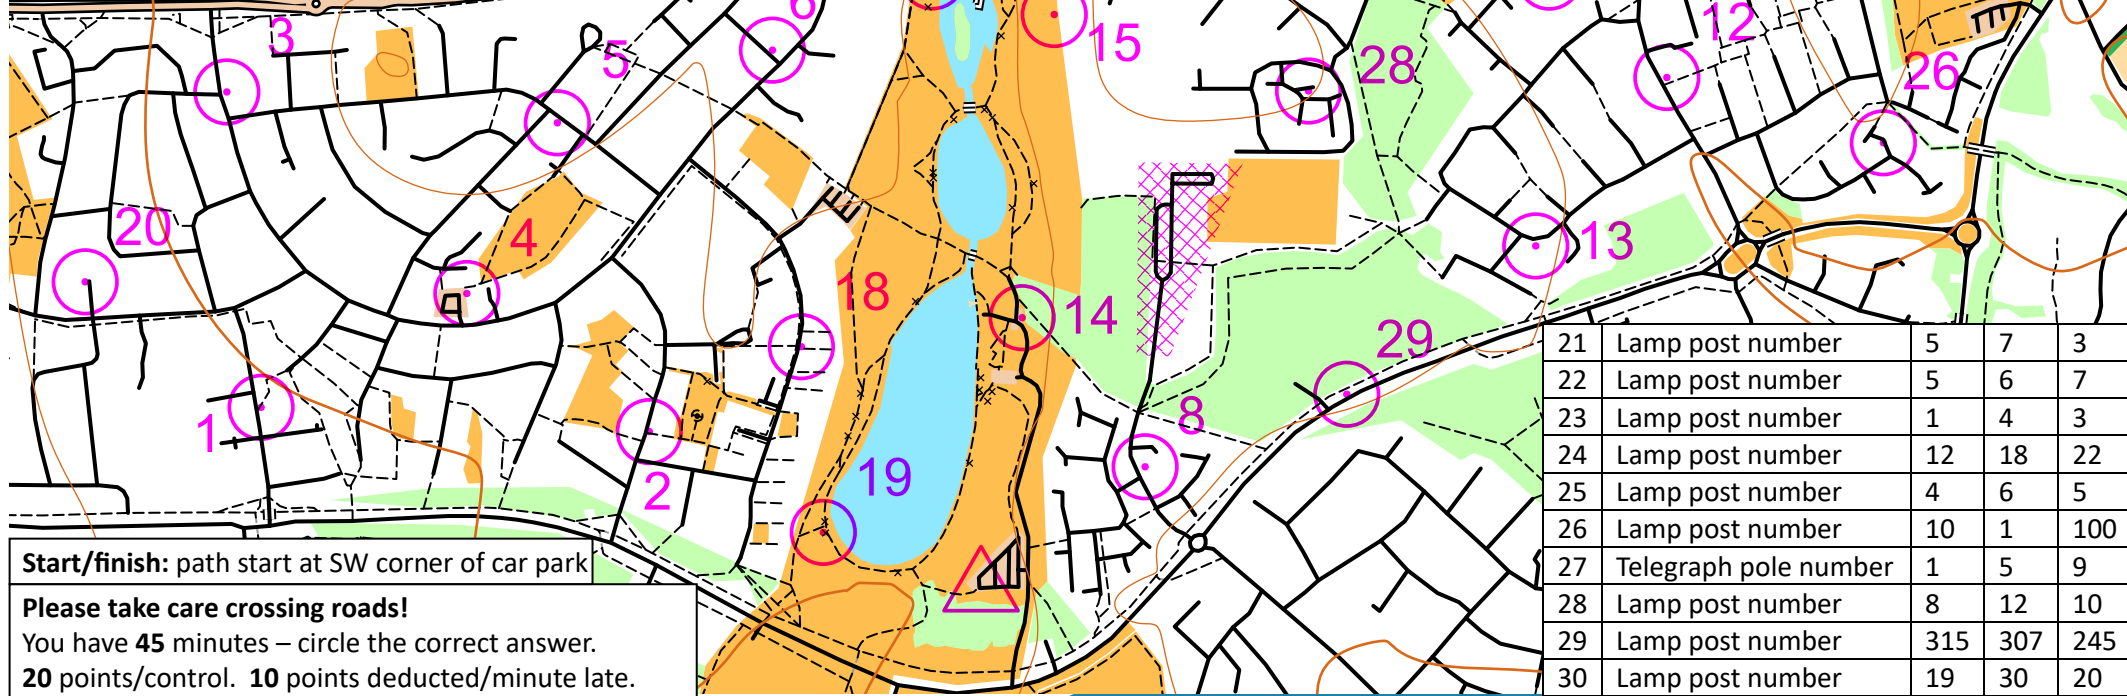 6
3
5
15
12
28
26
20
4
13
18
14
29
1
8
2
19
Start/finish: path start at SW corner of car park
Please take care crossing roads!
You have 45 minutes – circle the correct answer.
20 points/control. 10 points deducted/minute late.
21 Lamp post number 5 7 3
22 Lamp post number 5 6 7
23 Lamp post number 1 4 3
24 Lamp post number 12 18 22
25 Lamp post number 4 6 5
26 Lamp post number 10 1 100
27 Telegraph pole number 1 5 9
28 Lamp post number 8 12 10
29 Lamp post number 315 307 245
30 Lamp post number 19 30 20